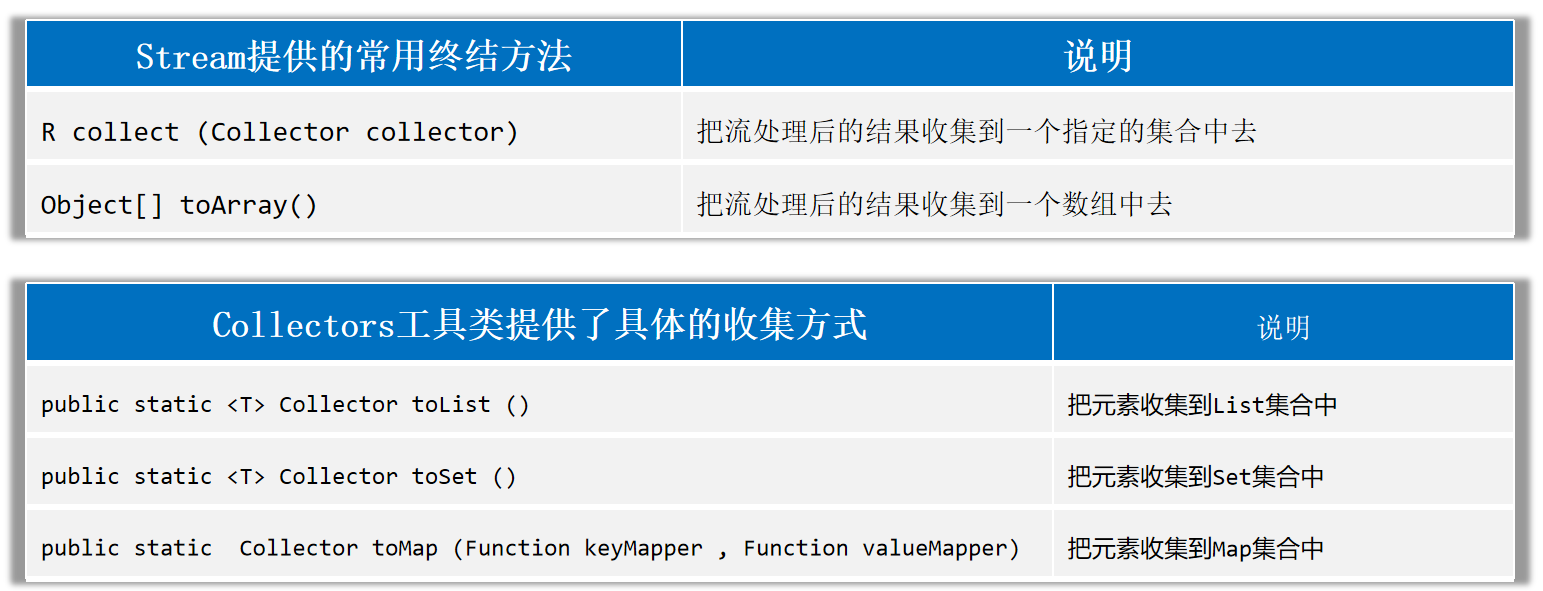 Stream提供的常用终结方法 说明
R collect (Collector collector) 把流处理后的结果收集到一个指定的集合中去
Object[] toArray() 把流处理后的结果收集到一个数组中去
Collectors工具类提供了具体的收集方式 说明
public static <T> Collector toList () 把元素收集到List集合中
public static <T> Collector toSet () 把元素收集到Set集合中
public static  Collector toMap (Function keyMapper , Function valueMapper) 把元素收集到Map集合中